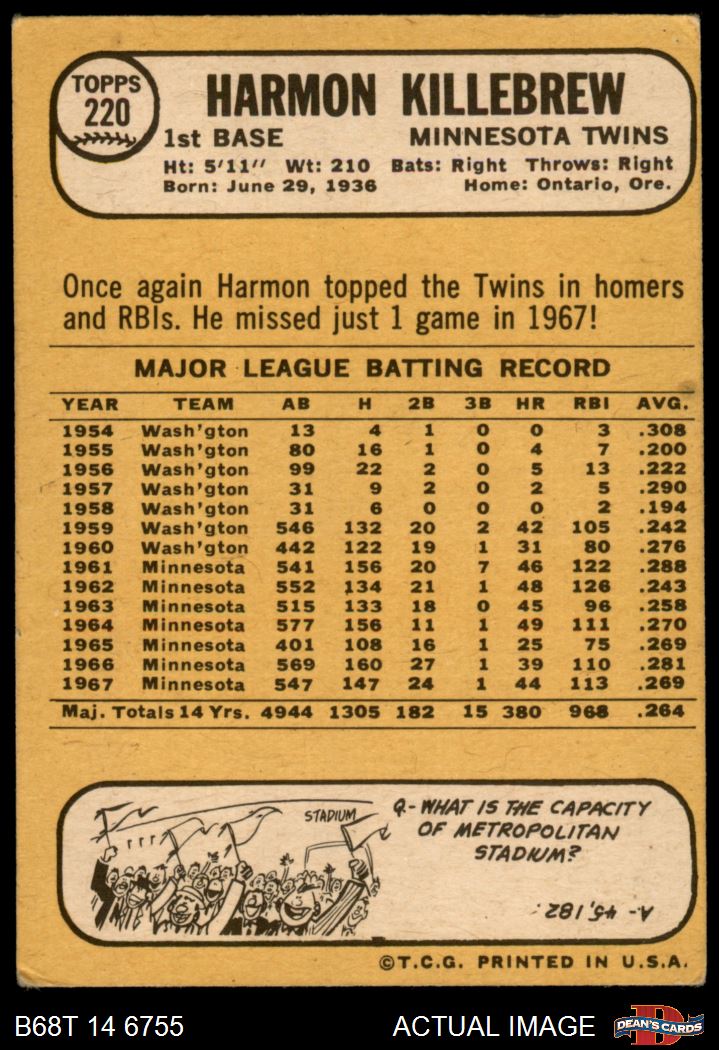 TOPPS
220
HARMON KILLEBREW
1st BASE MINNESOTA TWINS
Ht: 5'11" Wt: 210 Bats: Right Throws: Right
Born: June 29, 1936 Home: Ontario, Ore.
Once again Harmon topped the Twins in homers
and RBIs. He missed just 1 game in 1967!
MAJOR LEAGUE BATTING RECORD
YEAR TEAM AB H 2B 3B HR RBI AVG.
1954 Wash'gton 13 4 1 0 0 3 .308
1955 Wash'gton 80 16 1 0 4 7 .200
1956 Wash'gton 99 22 2 0 5 13 .222
1957 Wash'gton 31 9 2 0 2 5 .290
1958 Wash'gton 31 6 0 0 0 2 .194
1959 Wash'gton 546 132 20 2 42 105 .242
1960 Wash'gton 442 122 19 1 31 80 .276
1961 Minnesota 541 156 20 7 46 122 .288
1962 Minnesota 552 134 21 1 48 126 .243
1963 Minnesota 515 133 18 0 45 96 .258
1964 Minnesota 577 156 11 1 49 111 .270
1965 Minnesota 401 108 16 1 25 75 .269
1966 Minnesota 569 160 27 1 39 110 .281
1967 Minnesota 547 147 24 1 44 113 .269
Maj. Totals 14 Yrs. 4944 1305 182 15 380 968 .264
STADIUM
Q- WHAT IS THE CAPACITY
OF METROPOLITAN
STADIUM?
A- 45,182.
©T.C.G. PRINTED IN U.S.A.
B68T 14 6755 ACTUAL IMAGE
D
DEAN'S CARDS